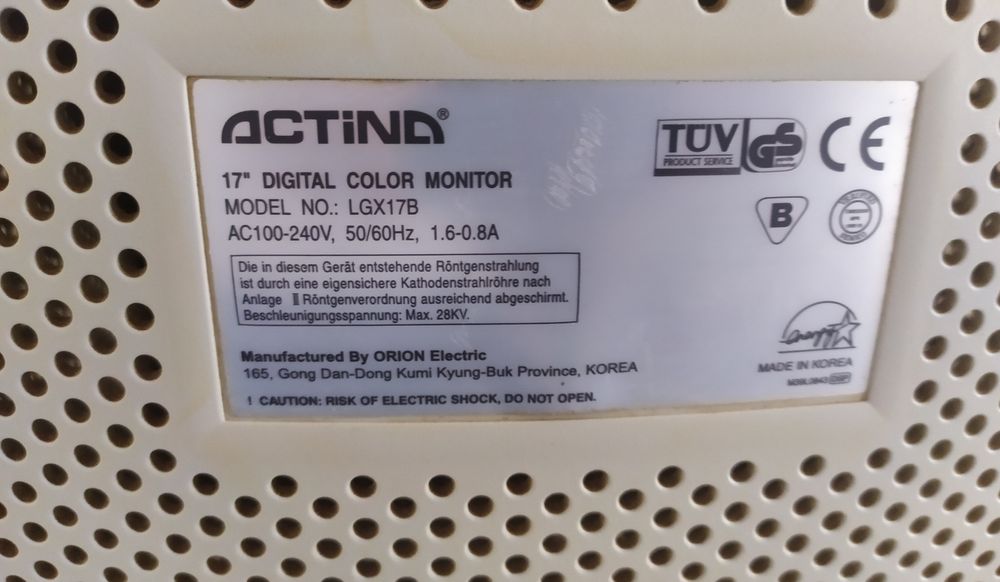 ACTiNA®
17" DIGITAL COLOR MONITOR
MODEL NO.: LGX17B
AC100-240V, 50/60Hz, 1.6-0.8A
Die in diesem Gerät entstehende Röntgenstrahlung
ist durch eine eigensichere Kathodenstrahlröhre nach
Anlage Ⅲ Röntgenverordnung ausreichend abgeschirmt.
Beschleunigungsspannung: Max. 28KV.
Manufactured By ORION Electric
165, Gong Dan-Dong Kumi Kyung-Buk Province, KOREA
! CAUTION: RISK OF ELECTRIC SHOCK, DO NOT OPEN.
TÜV
PRODUCT SERVICE
GS
CE
B
energy
MADE IN KOREA